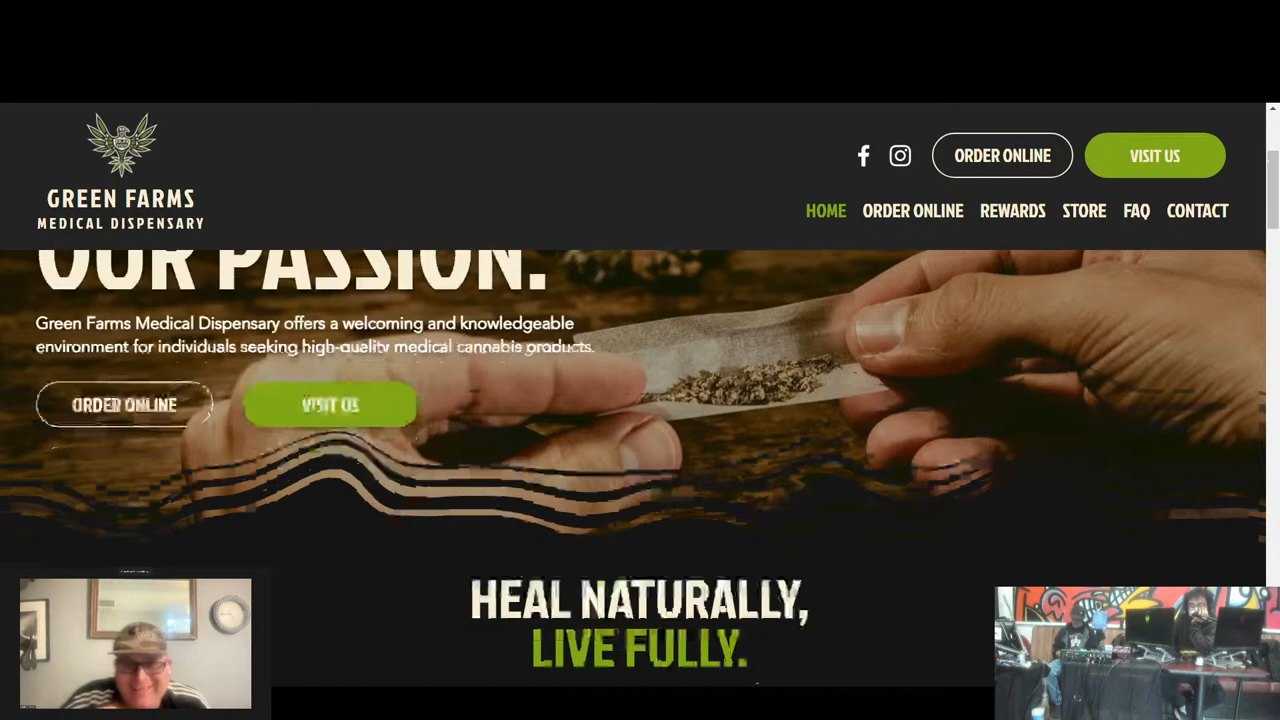 GREEN FARMS
MEDICAL DISPENSARY
ORDER ONLINE
VISIT US
HOME
ORDER ONLINE
REWARDS
STORE
FAQ
CONTACT
OUR PASSION.
Green Farms Medical Dispensary offers a welcoming and knowledgeable
environment for individuals seeking high-quality medical cannabis products.
ORDER ONLINE
VISIT US
HEAL NATURALLY,
LIVE FULLY.